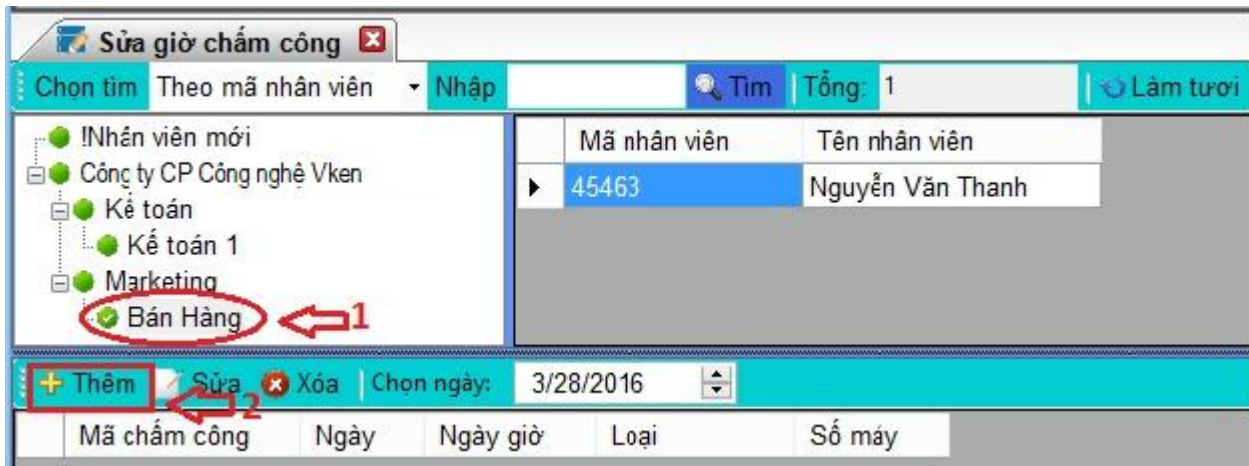 Sửa giờ chấm công
Chọn tìm Theo mã nhân viên Nhập Tìm Tổng: 1 Làm tươi
!Nhân viên mới
Công ty CP Công nghệ Vken
Kế toán
Kế toán 1
Marketing
Bán Hàng 1
Mã nhân viên Tên nhân viên
45463 Nguyễn Văn Thanh
Thêm Sửa Xóa Chọn ngày: 3/28/2016
2
Mã chấm công Ngày Ngày giờ Loại Số máy